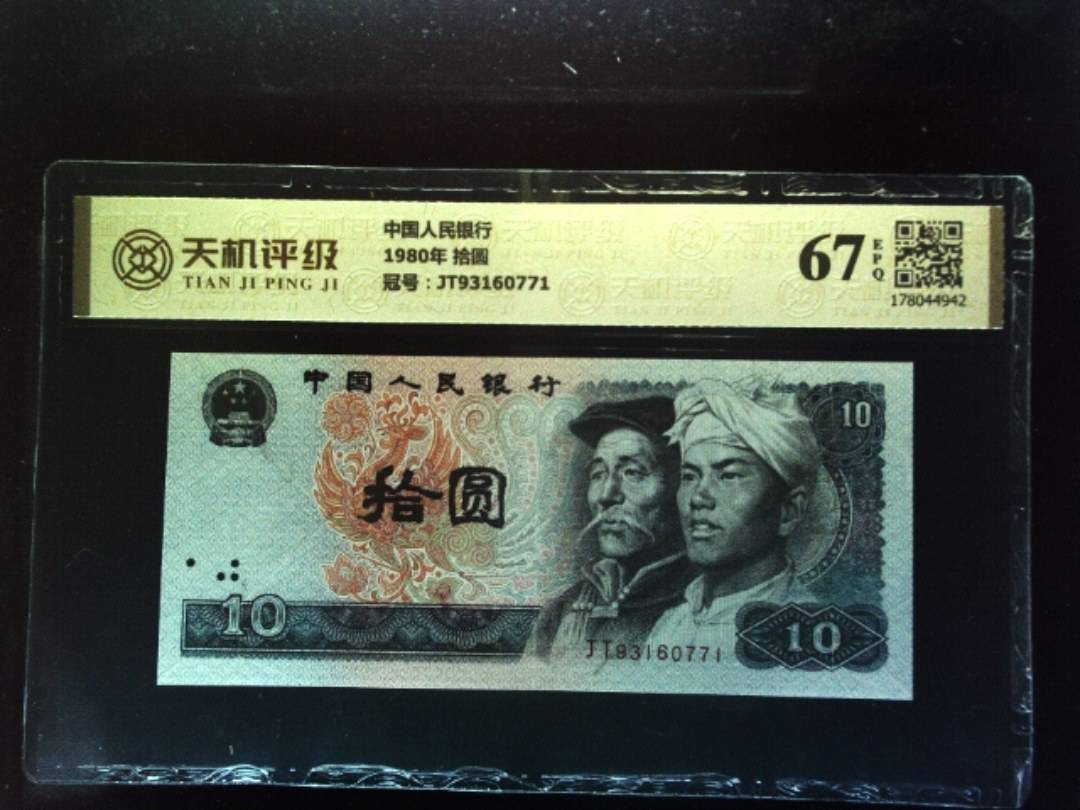 天机评级
TIAN JI PING JI
中国人民银行
1980年 拾圆
冠号：JT93160771
67
EPQ
178044942
中国人民银行
10
拾圆
10
JT93160771
10